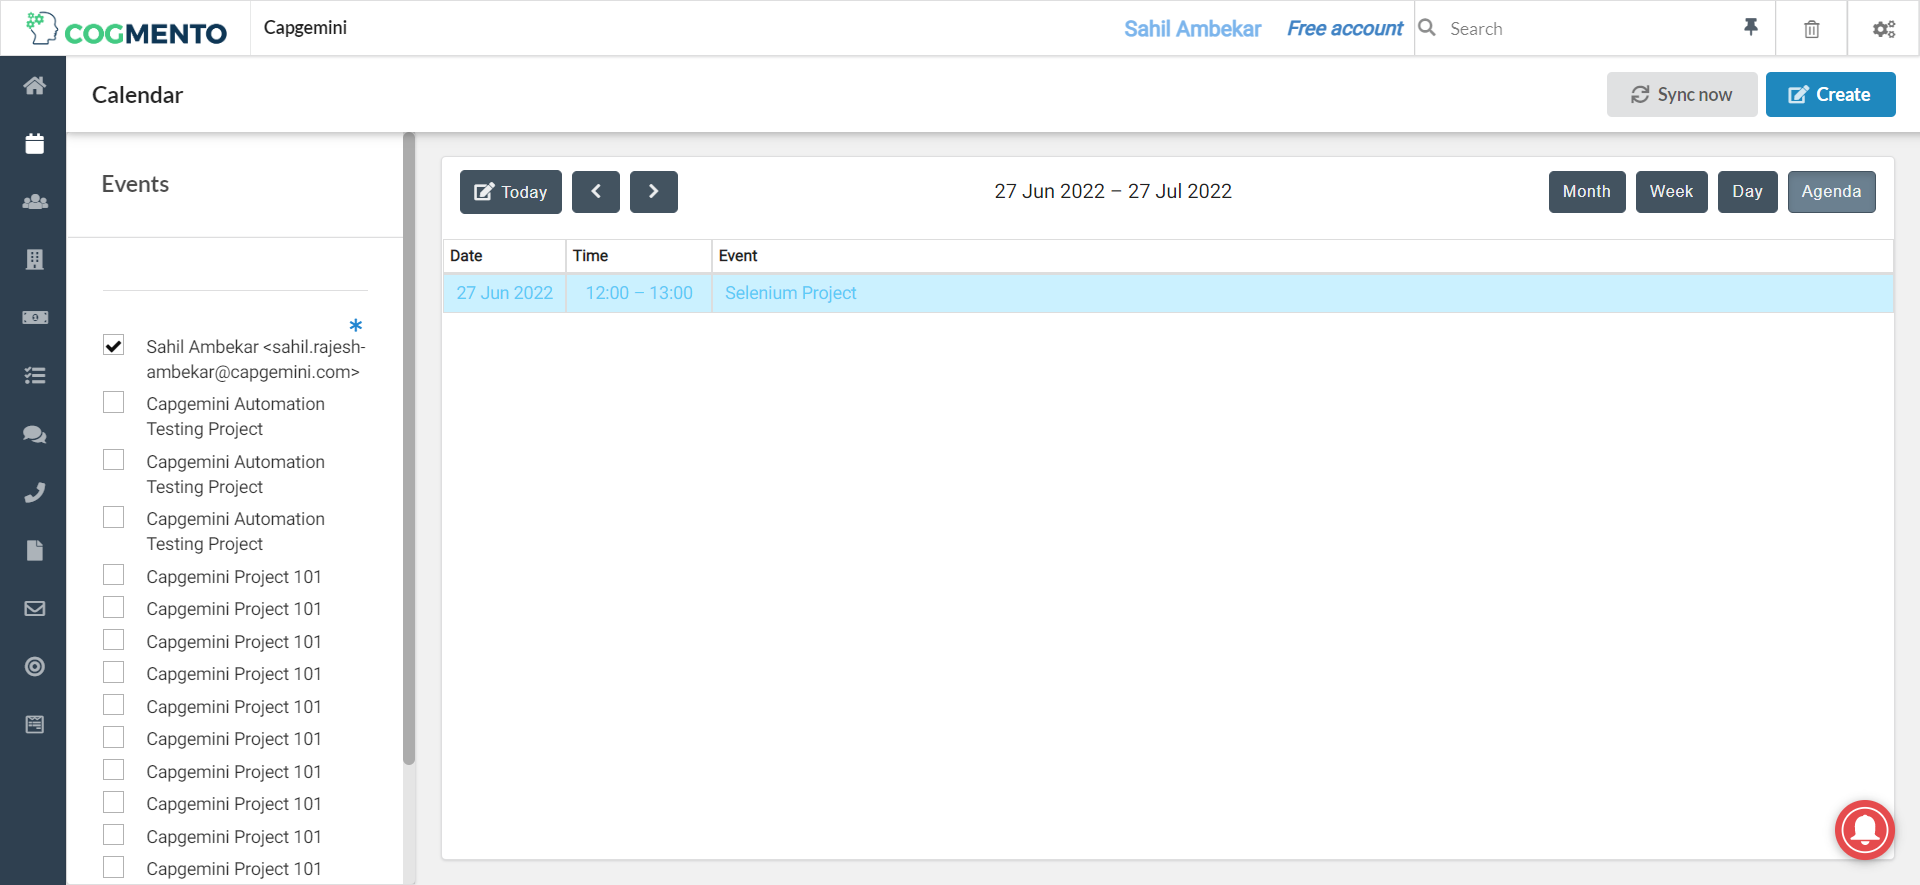 COGMENTO
Capgemini
Sahil Ambekar
Free account
Search
Calendar
Sync now
Create
Events
*
Sahil Ambekar <sahil.rajesh-
ambekar@capgemini.com>
Capgemini Automation
Testing Project
Capgemini Automation
Testing Project
Capgemini Automation
Testing Project
Capgemini Project 101
Capgemini Project 101
Capgemini Project 101
Capgemini Project 101
Capgemini Project 101
Capgemini Project 101
Capgemini Project 101
Capgemini Project 101
Capgemini Project 101
Capgemini Project 101
Today
27 Jun 2022 – 27 Jul 2022
Month
Week
Day
Agenda
Date Time Event
27 Jun 2022 12:00 – 13:00 Selenium Project